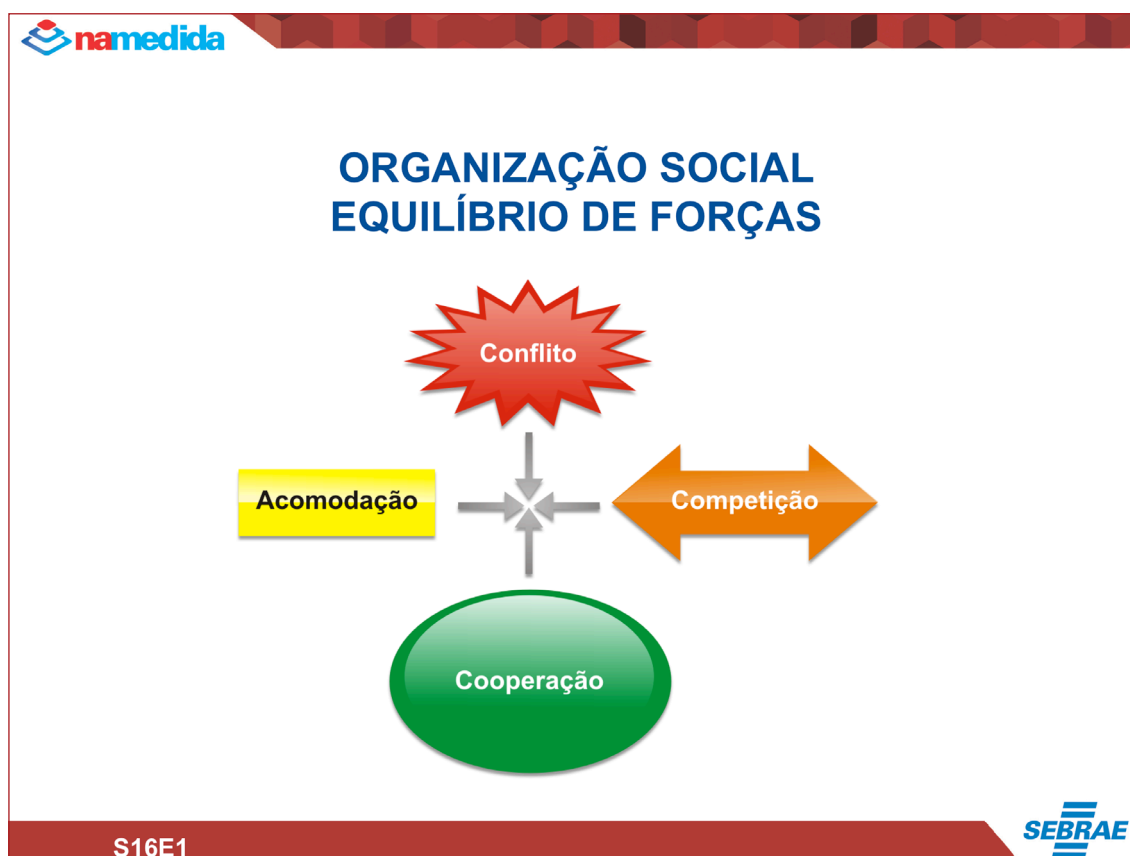 namedida
ORGANIZAÇÃO SOCIAL
EQUILÍBRIO DE FORÇAS
Conflito
Acomodação
Competição
Cooperação
SEBRAE
S16E1